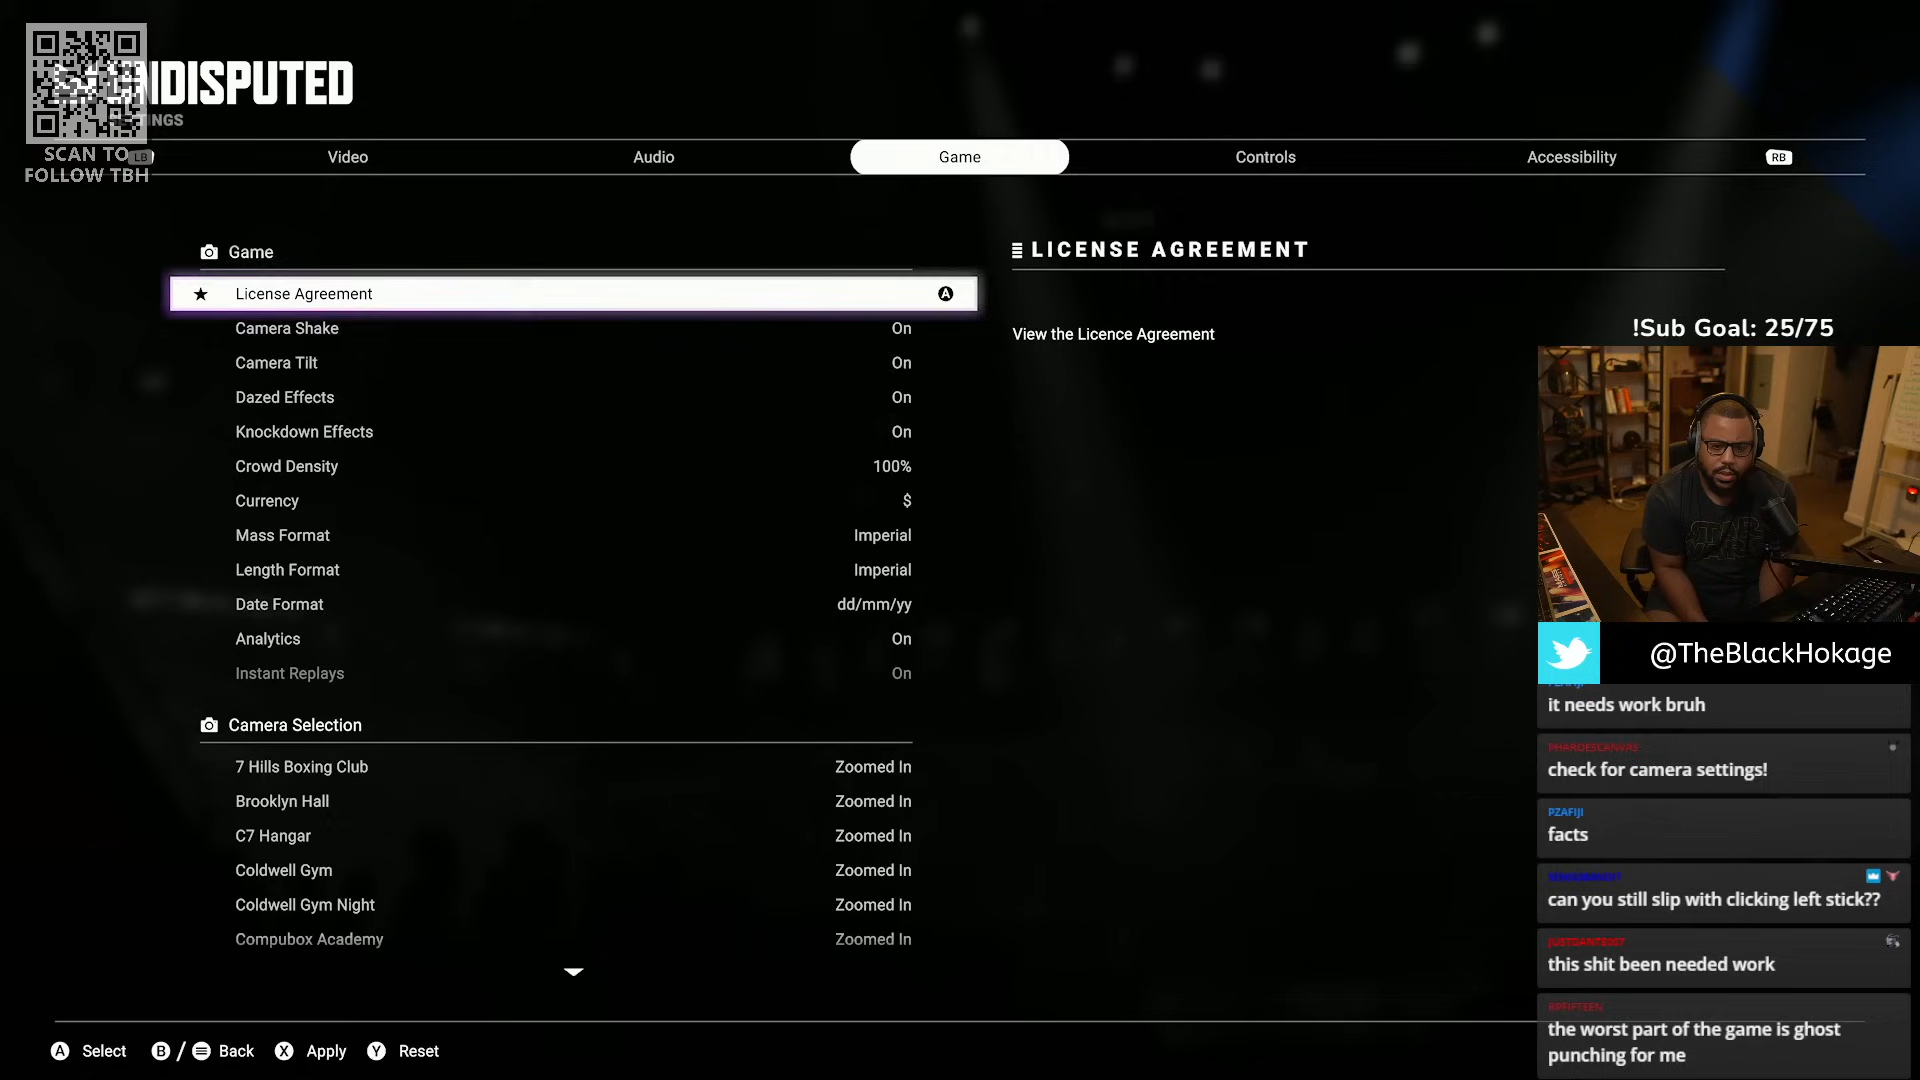 UNDISPUTED
SCAN TO
FOLLOW TBH
LB
Video
Audio
Game
Controls
Accessibility
RB
Game
License Agreement
A
Camera Shake
On
Camera Tilt
On
Dazed Effects
On
Knockdown Effects
On
Crowd Density
100%
Currency
$
Mass Format
Imperial
Length Format
Imperial
Date Format
dd/mm/yy
Analytics
On
Instant Replays
On
Camera Selection
7 Hills Boxing Club
Zoomed In
Brooklyn Hall
Zoomed In
C7 Hangar
Zoomed In
Coldwell Gym
Zoomed In
Coldwell Gym Night
Zoomed In
Compubox Academy
Zoomed In
LICENSE AGREEMENT
View the Licence Agreement
!Sub Goal: 25/75
STAR
@TheBlackHokage
it needs work bruh
PHAROESCANVAS
check for camera settings!
PZAFIJI
facts
can you still slip with clicking left stick??
this shit been needed work
RPFIFTEEN
the worst part of the game is ghost
punching for me
A Select B / Back X Apply Y Reset